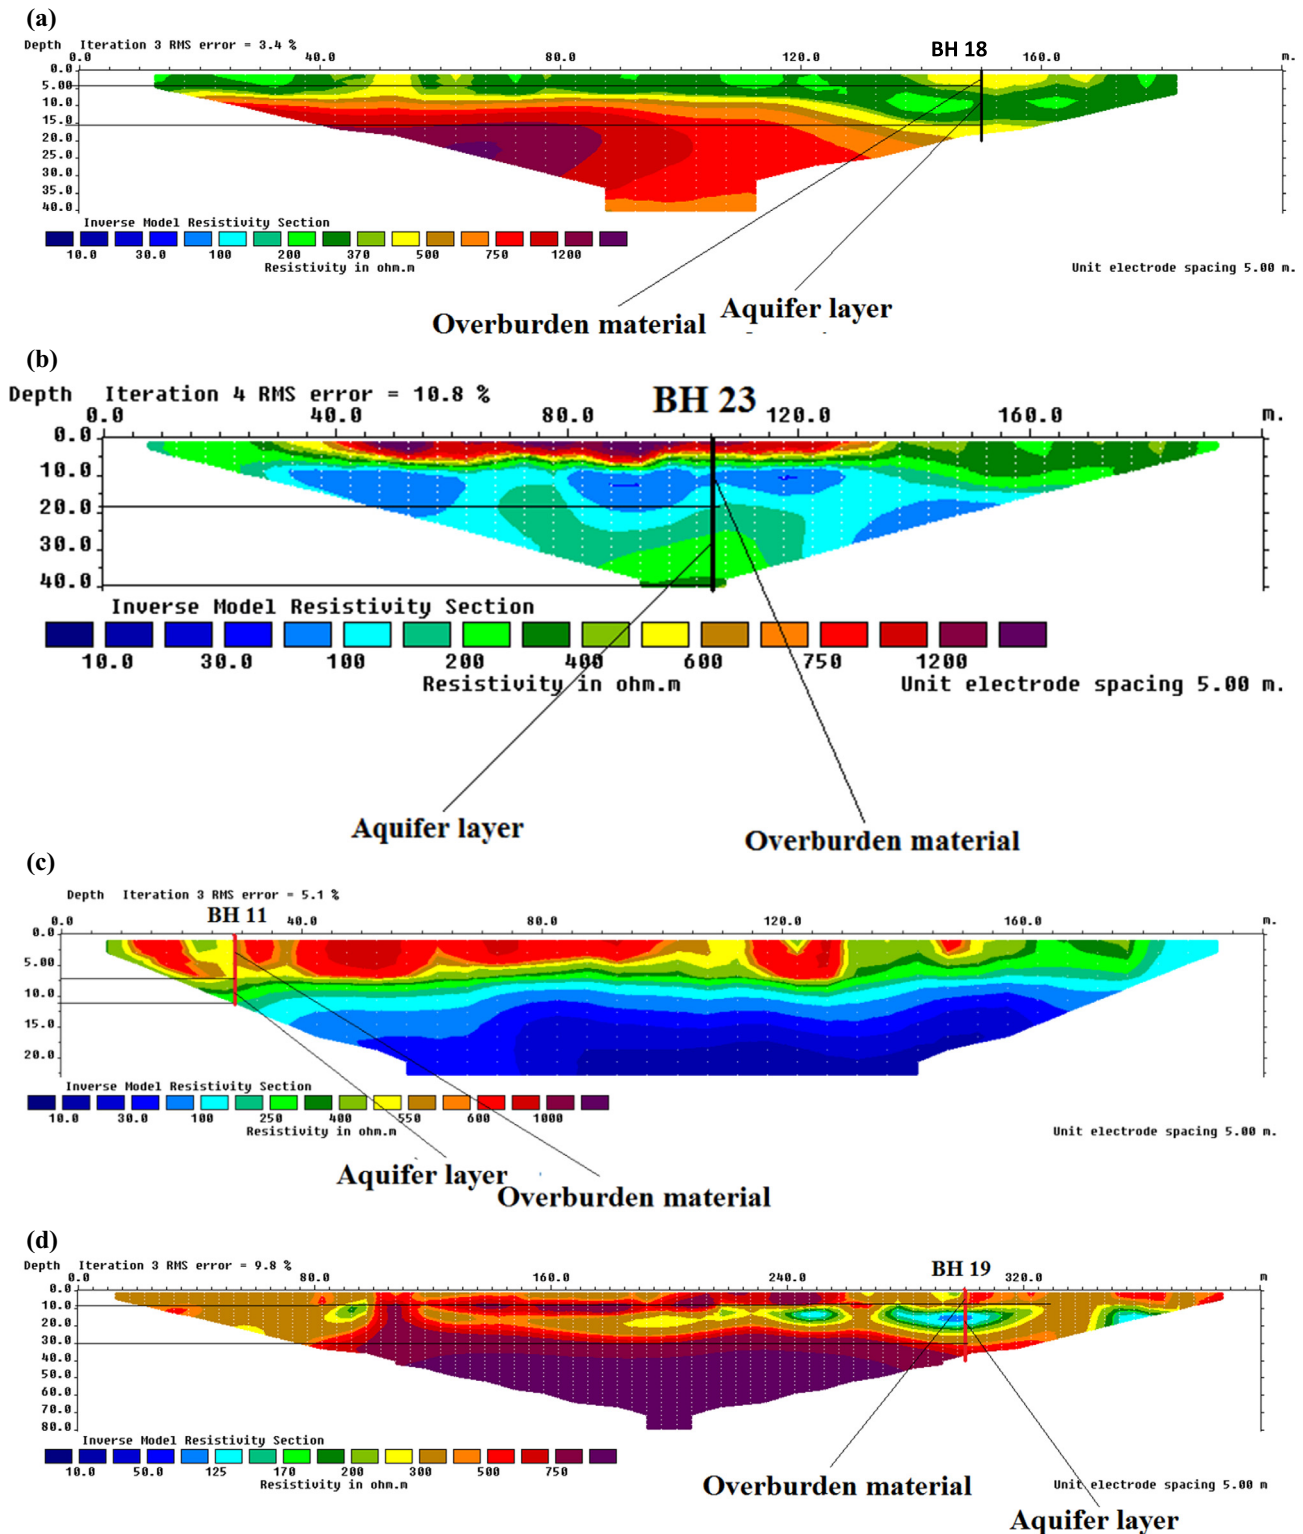 (a)
Depth Iteration 3 RMS error = 3.4 %
0.0 40.0 80.0 120.0 BH 18 160.0 m.
0.0
5.00
10.0
15.0
20.0
25.0
30.0
35.0
40.0
Inverse Model Resistivity Section
10.0 30.0 100 200 370 500 750 1200
Resistivity in ohm.m
Unit electrode spacing 5.00 m.
Overburden material
Aquifer layer
(b)
Depth Iteration 4 RMS error = 10.8 %
0.0 40.0 80.0 BH 23 120.0 160.0 m.
0.0
10.0
20.0
30.0
40.0
Inverse Model Resistivity Section
10.0 30.0 100 200 400 600 750 1200
Resistivity in ohm.m
Unit electrode spacing 5.00 m.
Aquifer layer
Overburden material
(c)
Depth Iteration 3 RMS error = 5.1 %
0.0 BH 11 40.0 80.0 120.0 160.0 m.
0.0
5.00
10.0
15.0
20.0
Inverse Model Resistivity Section
10.0 30.0 100 250 400 550 600 1000
Resistivity in ohm.m
Unit electrode spacing 5.00 m.
Aquifer layer
Overburden material
(d)
Depth Iteration 3 RMS error = 9.8 %
0.0 80.0 160.0 240.0 BH 19 320.0 m
0.0
10.0
20.0
30.0
40.0
50.0
60.0
70.0
80.0
Inverse Model Resistivity Section
10.0 50.0 125 170 200 300 500 750
Resistivity in ohm.m
Unit electrode spacing 5.00 m
Overburden material
Aquifer layer